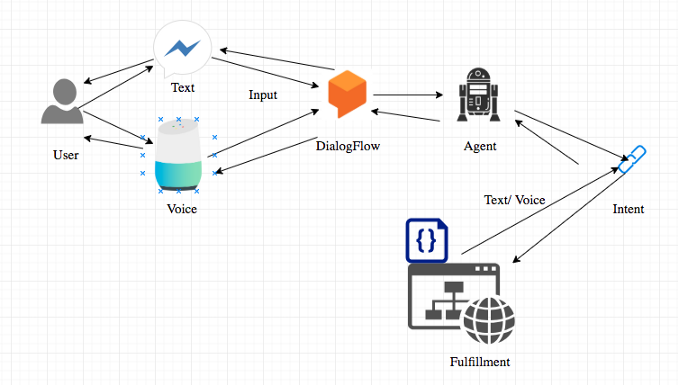 Text
Input
User
Voice
DialogFlow
Agent
Text/ Voice
Intent
{}
Fulfillment